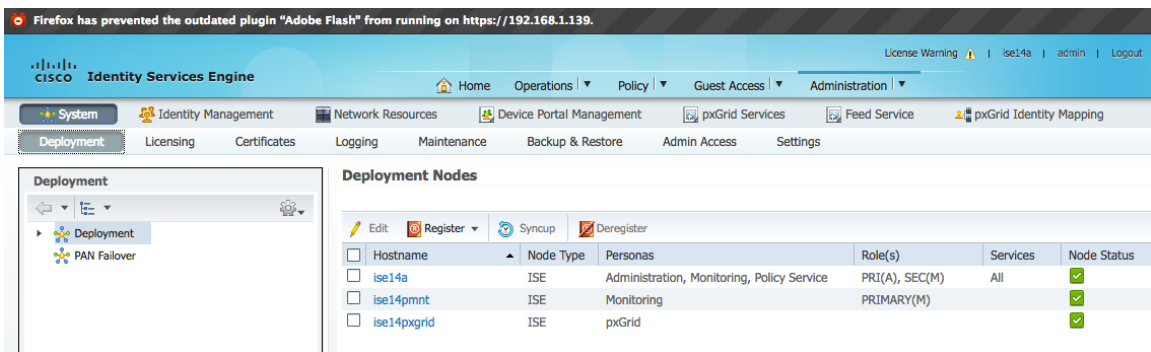 Firefox has prevented the outdated plugin “Adobe Flash” from running on https://192.168.1.139.
License Warning | ise14a | admin | Logout
CISCO Identity Services Engine
Home Operations | Policy | Guest Access | Administration |
System Identity Management Network Resources Device Portal Management pxGrid Services Feed Service pxGrid Identity Mapping
Deployment Licensing Certificates Logging Maintenance Backup & Restore Admin Access Settings
Deployment
Deployment
PAN Failover
Deployment Nodes
Edit Register Syncup Deregister
Hostname Node Type Personas Role(s) Services Node Status
ise14a ISE Administration, Monitoring, Policy Service PRI(A), SEC(M) All
ise14pmnt ISE Monitoring PRIMARY(M)
ise14pxgrid ISE pxGrid